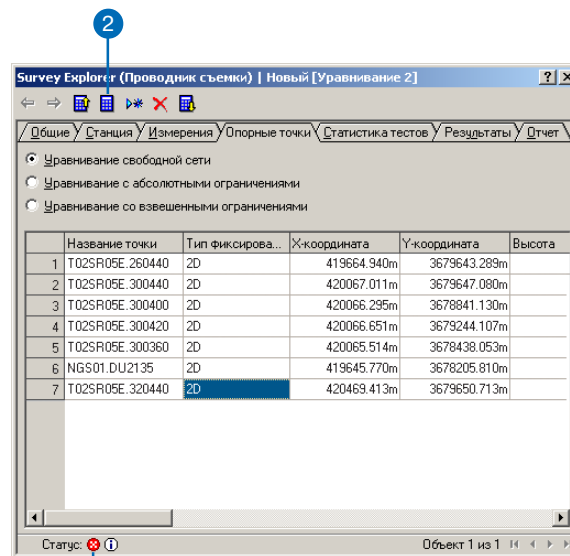 2
Survey Explorer (Проводник съемки) | Новый [Уравнивание 2]
Общие Станция Измерения Опорные точки Статистика тестов Результаты Отчет
Уравнивание свободной сети
Уравнивание с абсолютными ограничениями
Уравнивание со взвешенными ограничениями
Название точки Тип фиксирова... X-координата Y-координата Высота
1 T02SR05E.260440 2D 419664.940m 3679643.289m
2 T02SR05E.300440 2D 420067.011m 3679647.080m
3 T02SR05E.300400 2D 420066.295m 3678841.130m
4 T02SR05E.300420 2D 420066.651m 3679244.107m
5 T02SR05E.300360 2D 420065.514m 3678438.053m
6 NGS01.DU2135 2D 419645.770m 3678205.810m
7 T02SR05E.320440 2D 420469.413m 3679650.713m
Статус: Объект 1 из 1